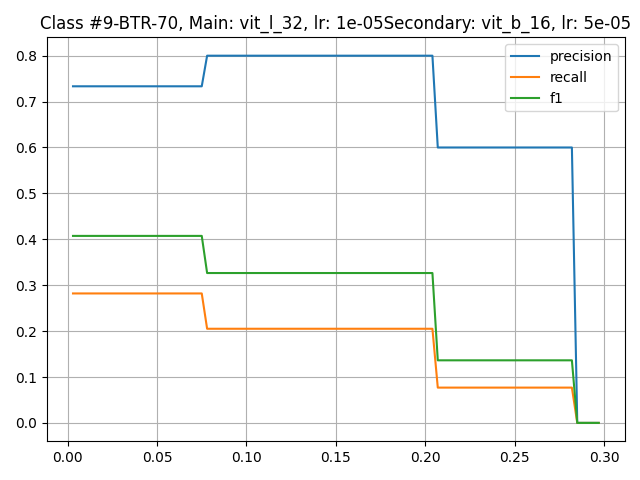 Class #9-BTR-70, Main: vit_l_32, lr: 1e-05Secondary: vit_b_16, lr: 5e-05
precision
recall
f1
0.8
0.7
0.6
0.5
0.4
0.3
0.2
0.1
0.0
0.00 0.05 0.10 0.15 0.20 0.25 0.30